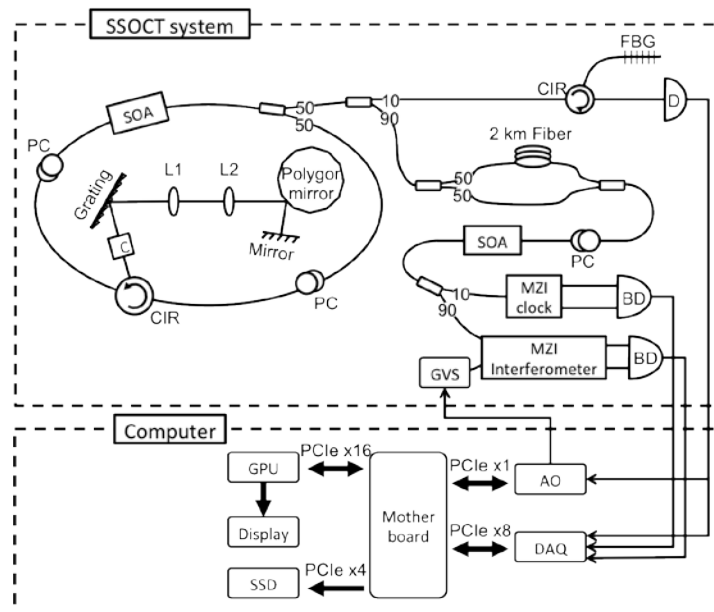 SSOCT system
FBG
CIR
D
SOA
50
50
10
90
2 km Fiber
PC
L1
L2
Polygor
mirror
Grating
50
50
C
Mirror
SOA
PC
PC
CIR
10
90
MZI
clock
BD
MZI
Interferometer
BD
GVS
Computer
PCIe x16
GPU
PCIe x1
AO
Mother
board
Display
PCIe x8
DAQ
PCIe x4
SSD